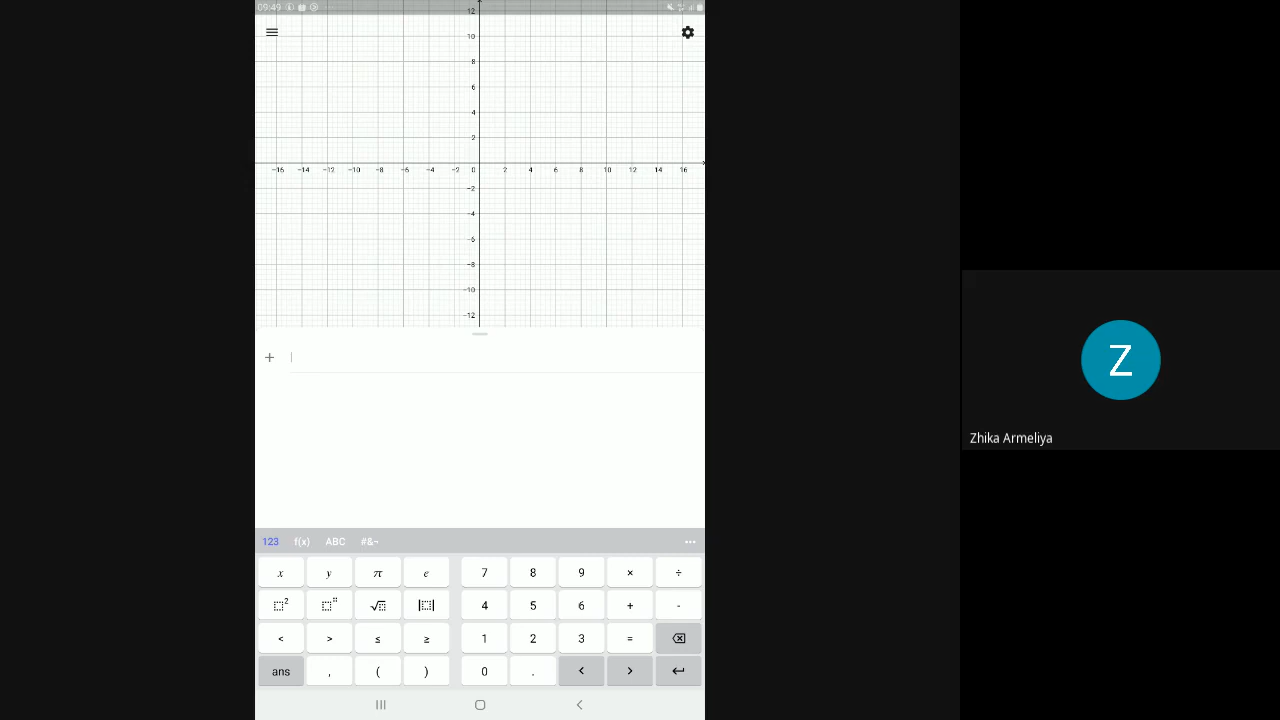 09:49
12
10
8
6
4
2
-16 -14 -12 -10 -8 -6 -4 -2 0 2 4 6 8 10 12 14 16
-2
-4
-6
-8
-10
-12
+
123 f(x) ABC #&¬ ...
x y π e 7 8 9 × ÷
2 √ 4 5 6 + -
< > ≤ ≥ 1 2 3 =
ans , ( ) 0 . < >
Z
Zhika Armeliya